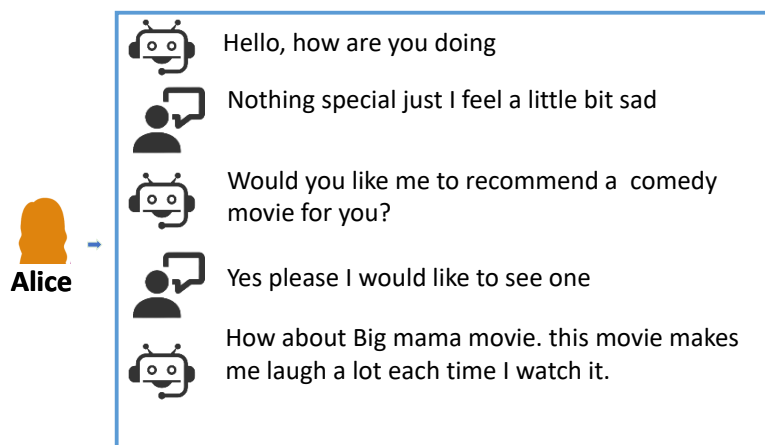 Hello, how are you doing
Nothing special just I feel a little bit sad
Would you like me to recommend a comedy
movie for you?
Alice
Yes please I would like to see one
How about Big mama movie. this movie makes
me laugh a lot each time I watch it.